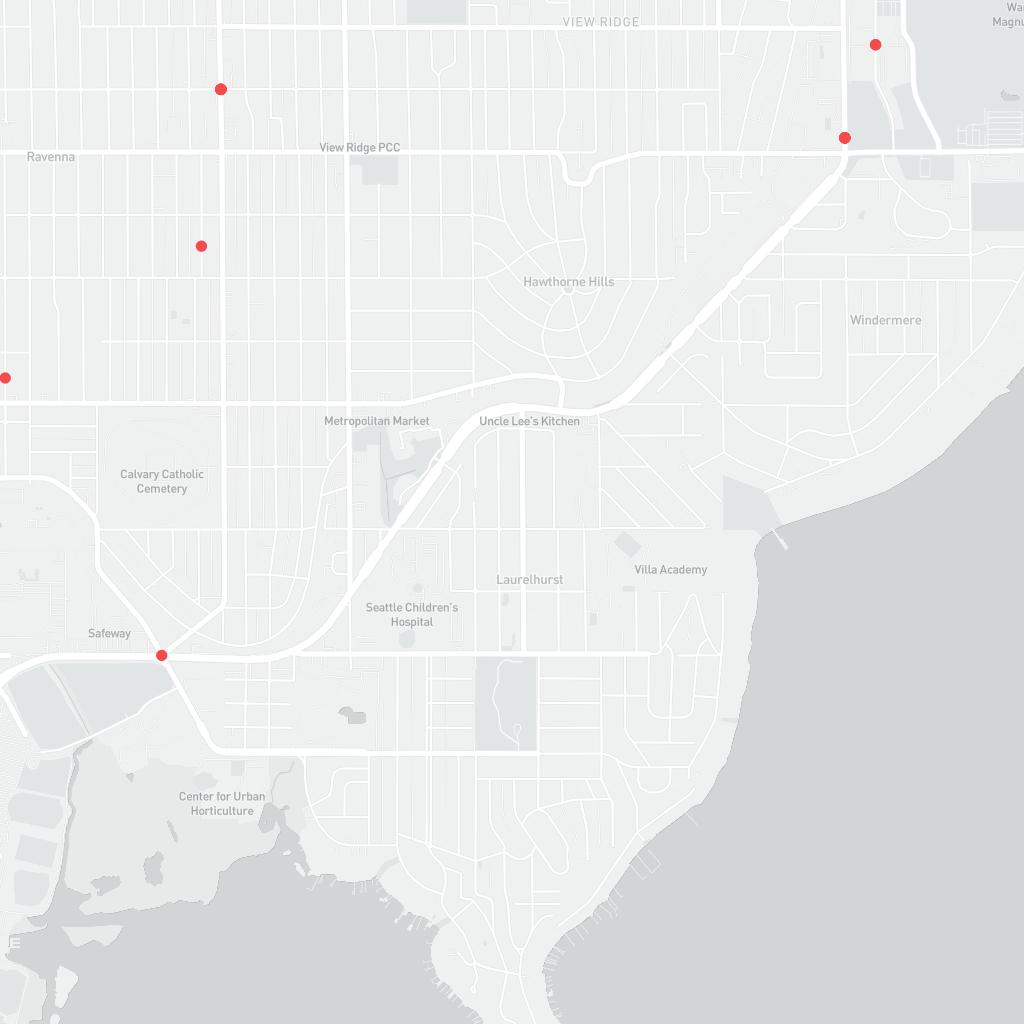 VIEW RIDGE
View Ridge PCC
Ravenna
Hawthorne Hills
Windermere
Metropolitan Market
Uncle Lee's Kitchen
Calvary Catholic
Cemetery
Villa Academy
Laurelhurst
Seattle Children's
Hospital
Safeway
Center for Urban
Horticulture